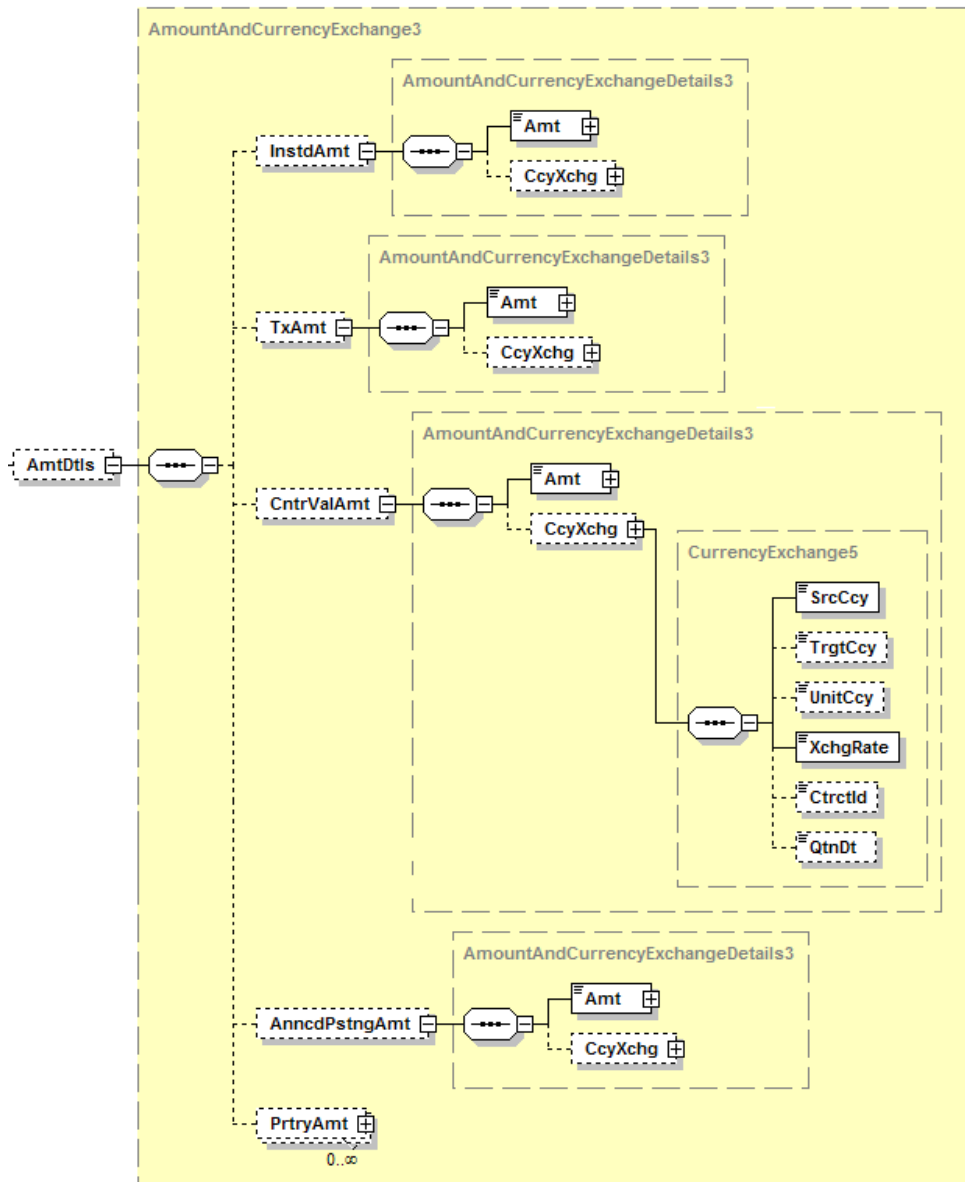 AmountAndCurrencyExchange3
AmountAndCurrencyExchangeDetails3
Amt
InstdAmt
CcyXchg
AmountAndCurrencyExchangeDetails3
Amt
TxAmt
CcyXchg
AmountAndCurrencyExchangeDetails3
AmtDtls
Amt
CntrValAmt
CcyXchg
CurrencyExchange5
SrcCcy
TrgtCcy
UnitCcy
XchgRate
CtrctId
QtnDt
AmountAndCurrencyExchangeDetails3
Amt
AnncdPstngAmt
CcyXchg
PrtryAmt
0..∞